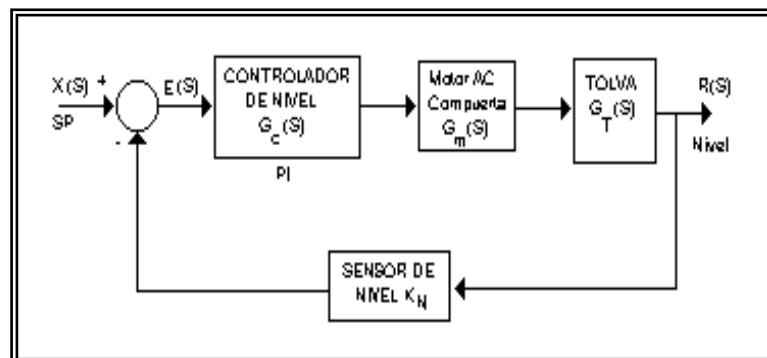 X(S) +
SP
-
E(S)
CONTROLADOR
DE NIVEL
G_c(S)
PI
Motor AC
Compuerta
G_m(S)
TOLVA
G_T(S)
R(S)
Nivel
SENSOR DE
NIVEL K_N